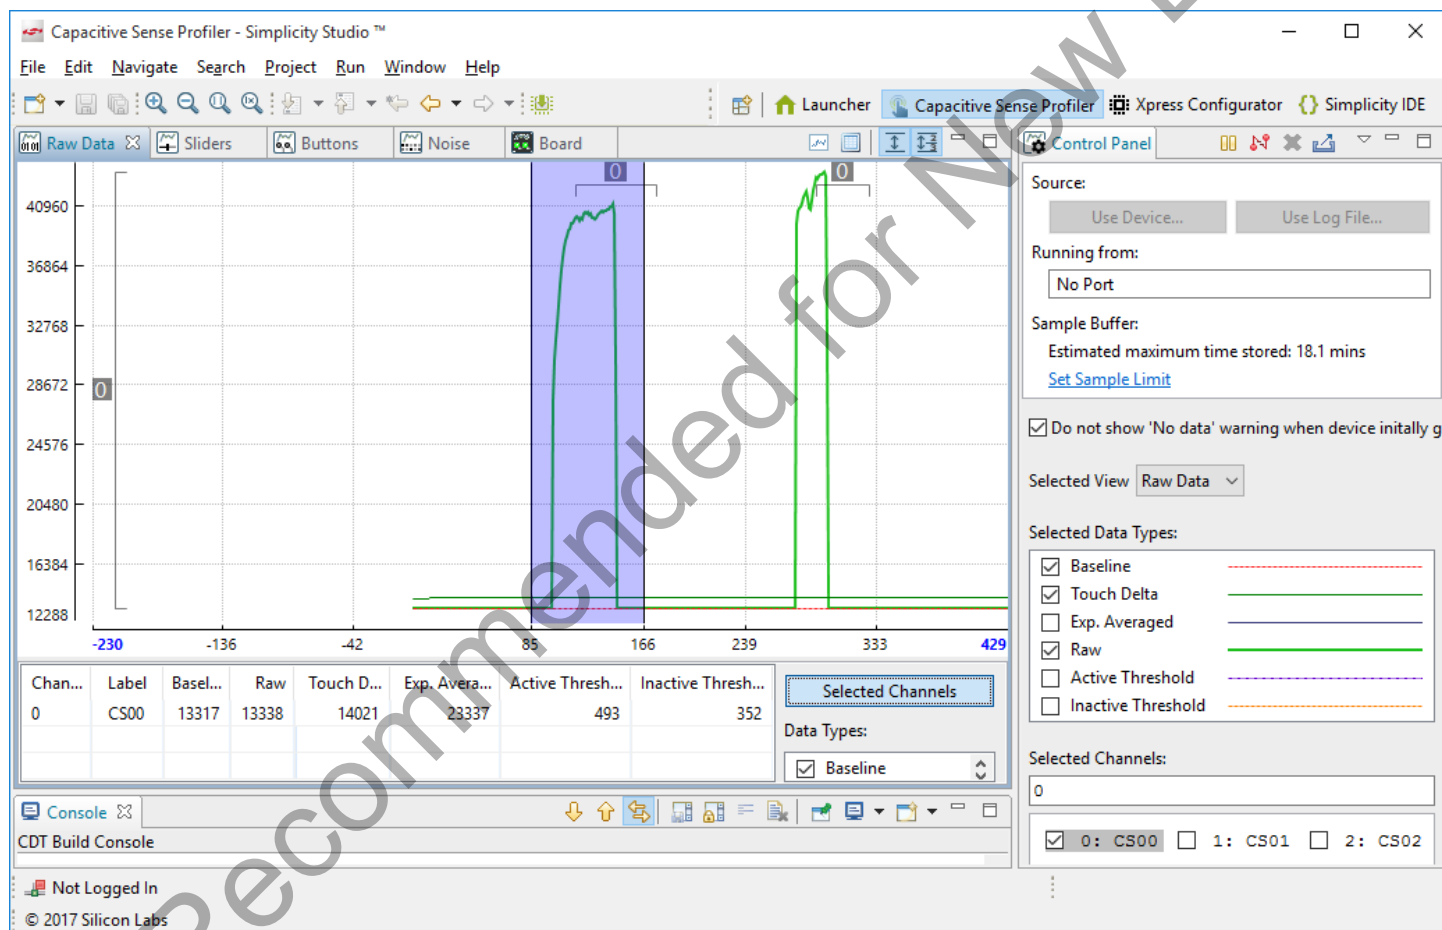 Capacitive Sense Profiler - Simplicity Studio ™
File Edit Navigate Search Project Run Window Help
Launcher Capacitive Sense Profiler Xpress Configurator Simplicity IDE
Raw Data Sliders Buttons Noise Board
Control Panel
Source:
Use Device... Use Log File...
Running from:
No Port
Sample Buffer:
Estimated maximum time stored: 18.1 mins
Set Sample Limit
Do not show 'No data' warning when device initally g
Selected View Raw Data
Selected Data Types:
Baseline
Touch Delta
Exp. Averaged
Raw
Active Threshold
Inactive Threshold
Selected Channels:
0
0: CS00 1: CS01 2: CS02
0 0
40960
36864
32768
28672 0
24576
20480
16384
12288
-230 -136 -42 85 166 239 333 429
Chan... Label Basel... Raw Touch D... Exp. Avera... Active Thresh... Inactive Thresh...
0 CS00 13317 13338 14021 23337 493 352
Selected Channels
Data Types:
Baseline
Console
CDT Build Console
Not Logged In
© 2017 Silicon Labs
Recommended for New